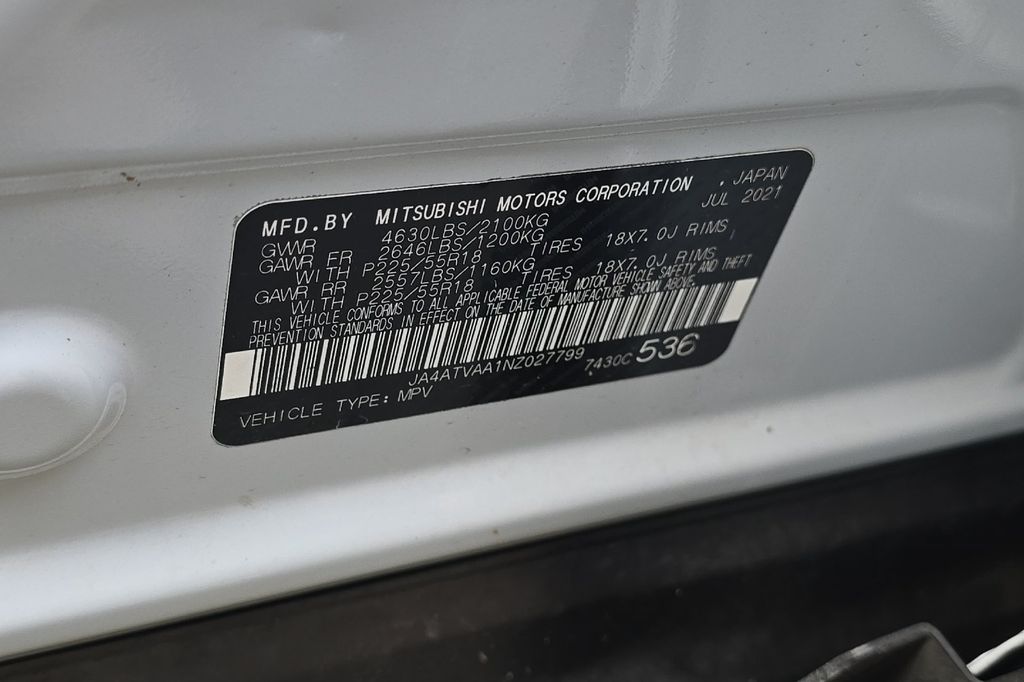 MFD.BY MITSUBISHI MOTORS CORPORATION , JAPAN
JUL 2021
GVWR 4630LBS/2100KG
GAWR FR 2646LBS/1200KG
WITH P225/55R18 TIRES 18X7.0J RIMS,
GAWR RR 2557LBS/1160KG
WITH P225/55R18 TIRES 18X7.0J RIMS
THIS VEHICLE CONFORMS TO ALL APPLICABLE FEDERAL MOTOR VEHICLE SAFETY AND THEFT
PREVENTION STANDARDS IN EFFECT ON THE DATE OF MANUFACTURE SHOWN ABOVE.
JA4ATVAA1NZ027799 7430C 536
VEHICLE TYPE: MPV